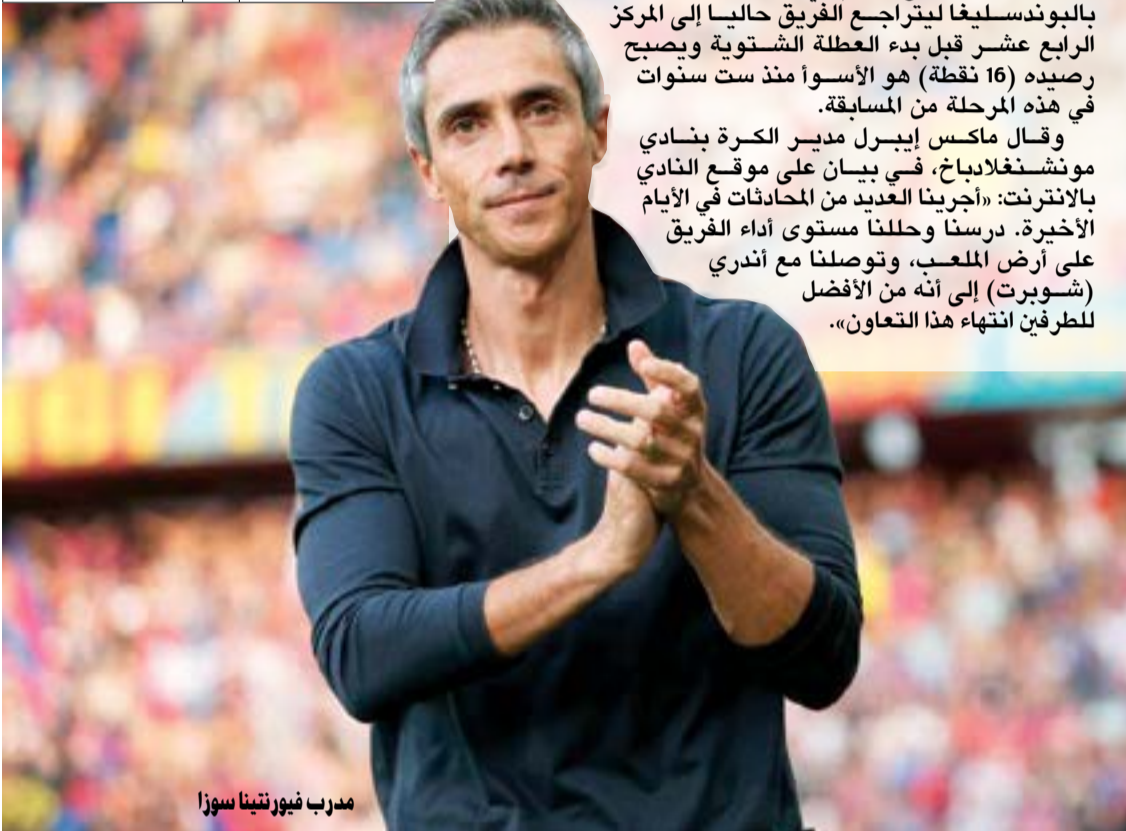 بالبوندسليغا ليتراجع الفريق حاليا إلى المركز
الرابع عشر قبل بدء العطلة الشتوية ويصبح
رصيده (16 نقطة) هو الأسوأ منذ ست سنوات
في هذه المرحلة من المسابقة.
وقال ماكس إيبرل مدير الكرة بنادي
مونشنغلادباخ، في بيان على موقع النادي
بالانترنت: «أجرينا العديد من المحادثات في الأيام
الأخيرة. درسنا وحللنا مستوى أداء الفريق
على أرض الملعب، وتوصلنا مع أندري
(شوبرت) إلى أنه من الأفضل
للطرفين انتهاء هذا التعاون».
مدرب فيورنتينا سوزا